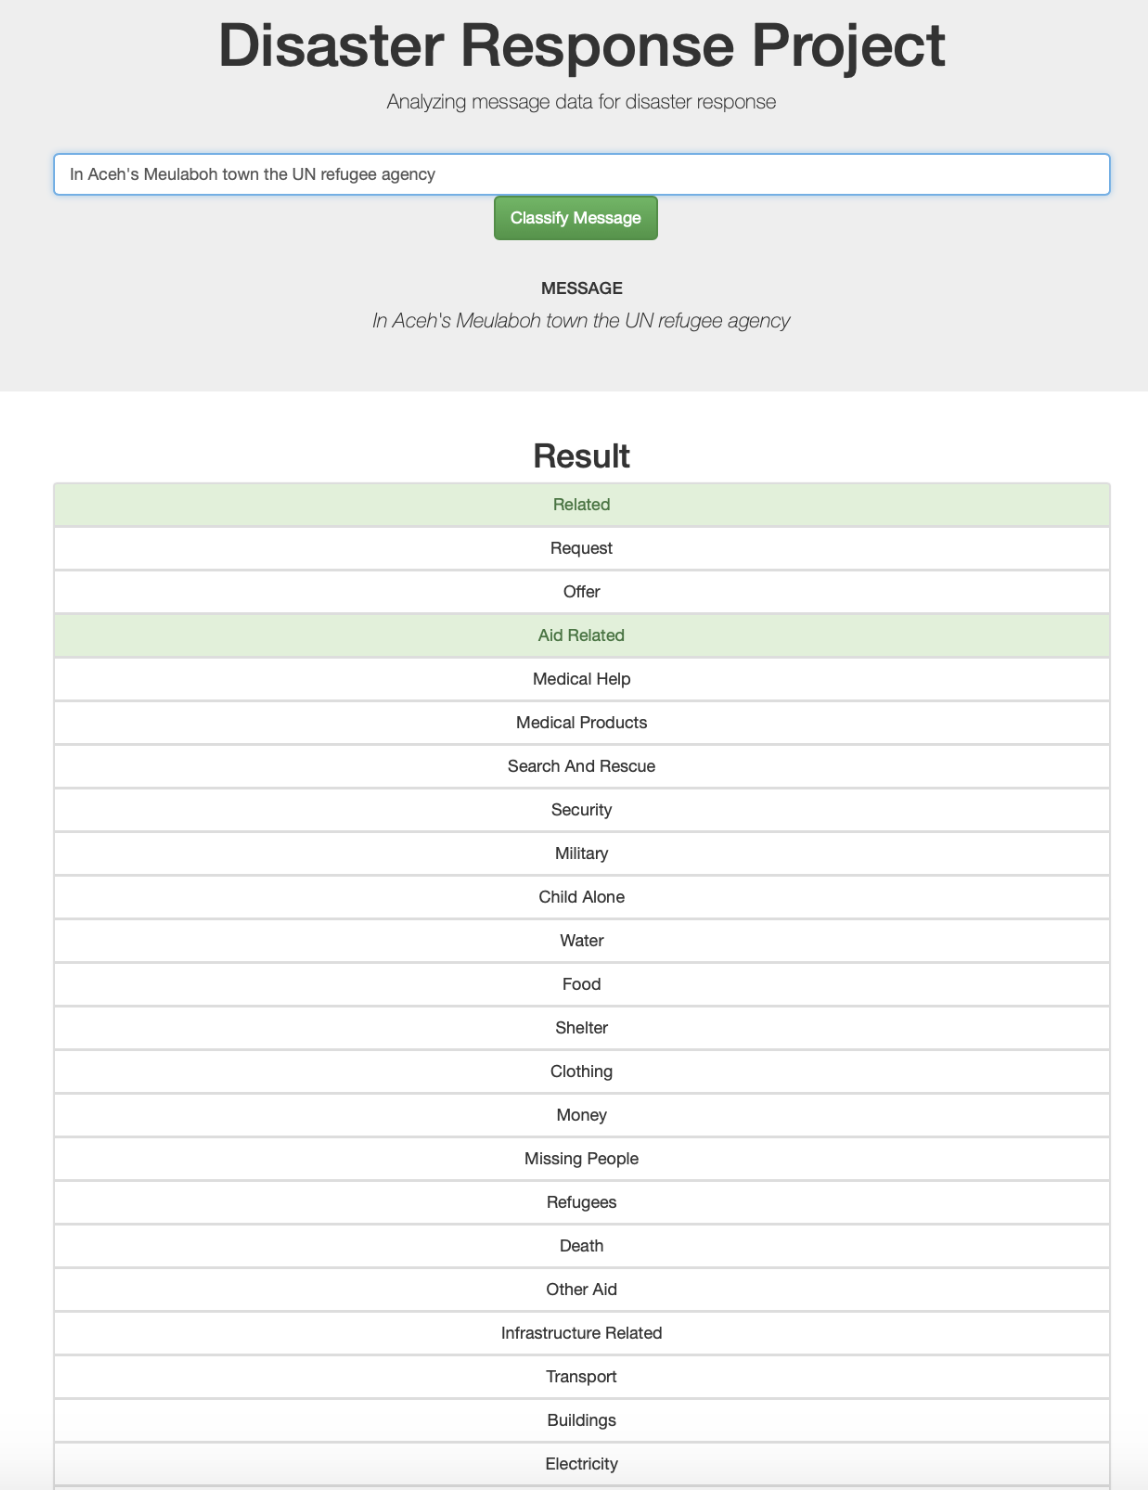 Disaster Response Project
Analyzing message data for disaster response
In Aceh's Meulaboh town the UN refugee agency
Classify Message
MESSAGE
In Aceh's Meulaboh town the UN refugee agency
Result
Related
Request
Offer
Aid Related
Medical Help
Medical Products
Search And Rescue
Security
Military
Child Alone
Water
Food
Shelter
Clothing
Money
Missing People
Refugees
Death
Other Aid
Infrastructure Related
Transport
Buildings
Electricity